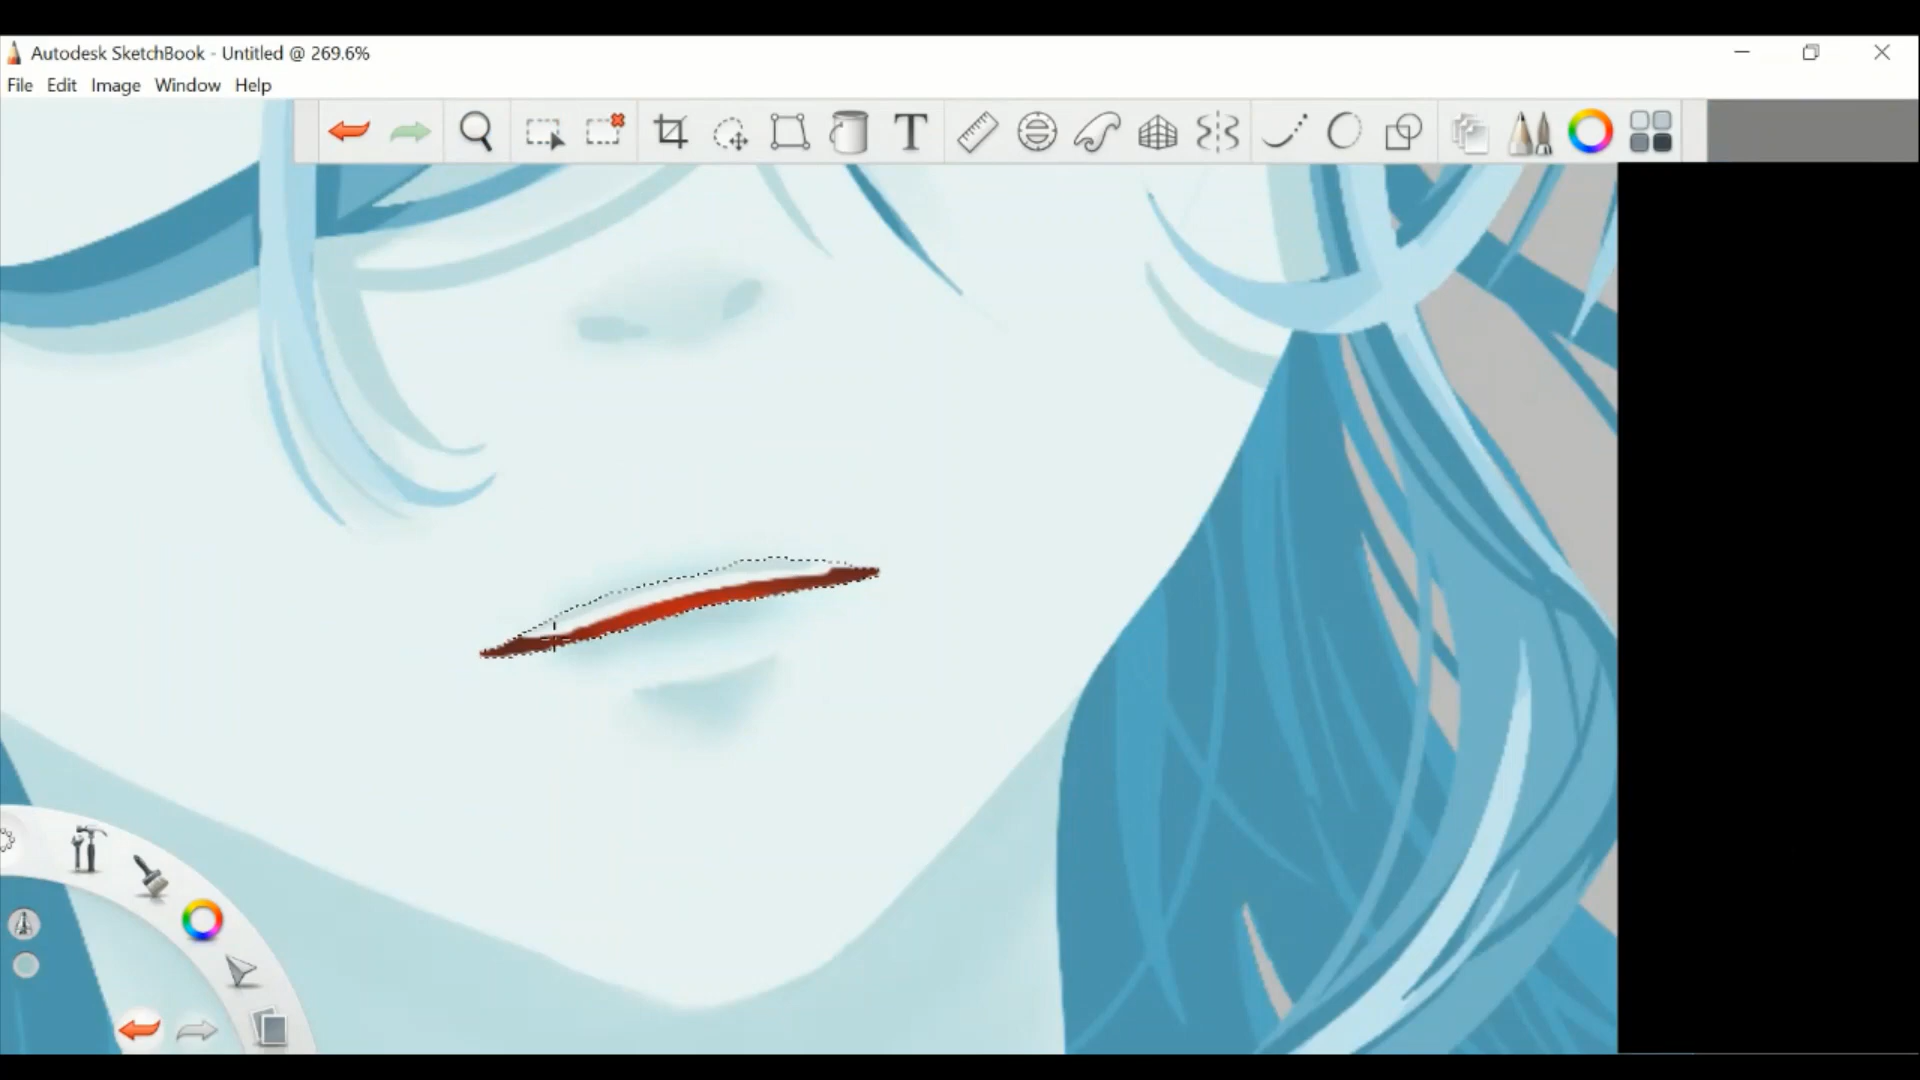 Autodesk SketchBook - Untitled @ 269.6%
File Edit Image Window Help
T